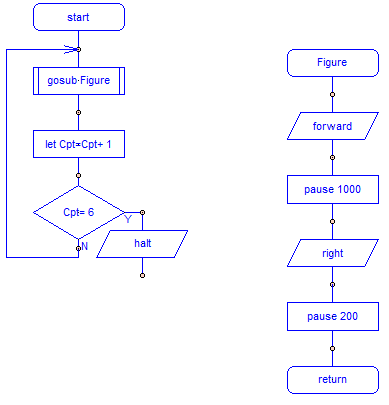 start
gosub Figure
let Cpt=Cpt+ 1
Cpt= 6
Y
N
halt
Figure
forward
pause 1000
right
pause 200
return